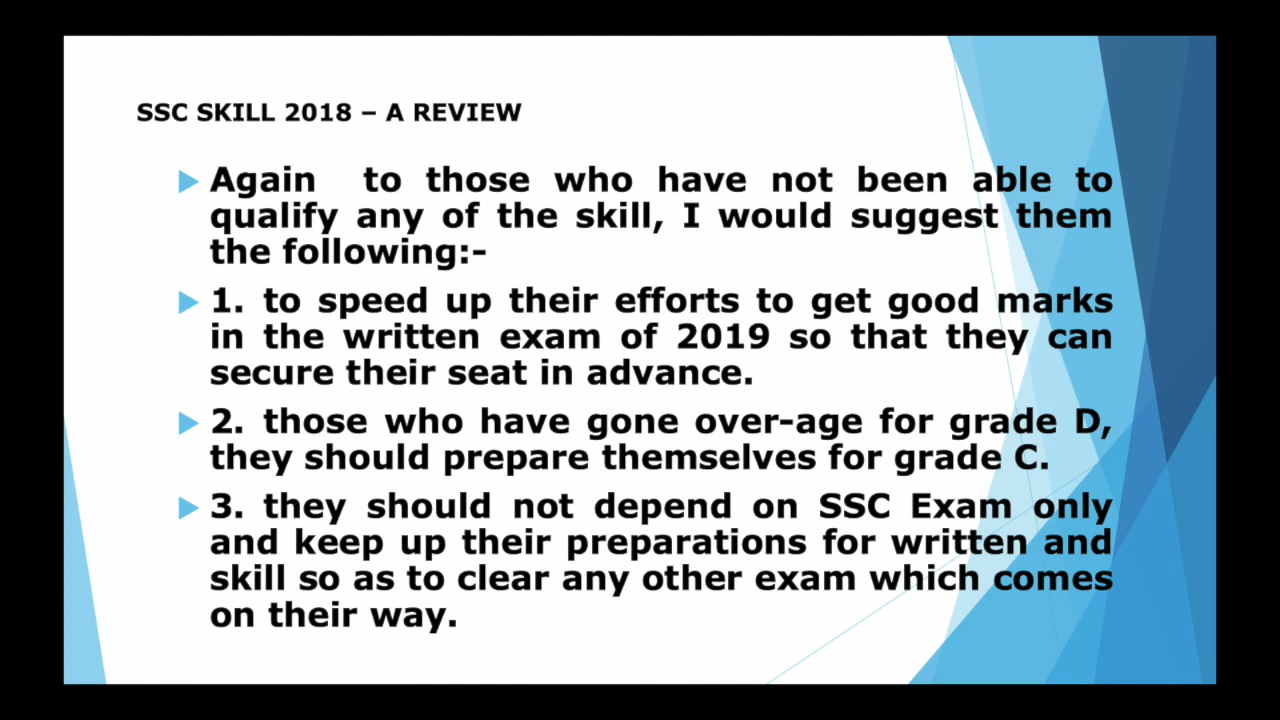 SSC SKILL 2018 – A REVIEW
Again to those who have not been able to
qualify any of the skill, I would suggest them
the following:-
1. to speed up their efforts to get good marks
in the written exam of 2019 so that they can
secure their seat in advance.
2. those who have gone over-age for grade D,
they should prepare themselves for grade C.
3. they should not depend on SSC Exam only
and keep up their preparations for written and
skill so as to clear any other exam which comes
on their way.